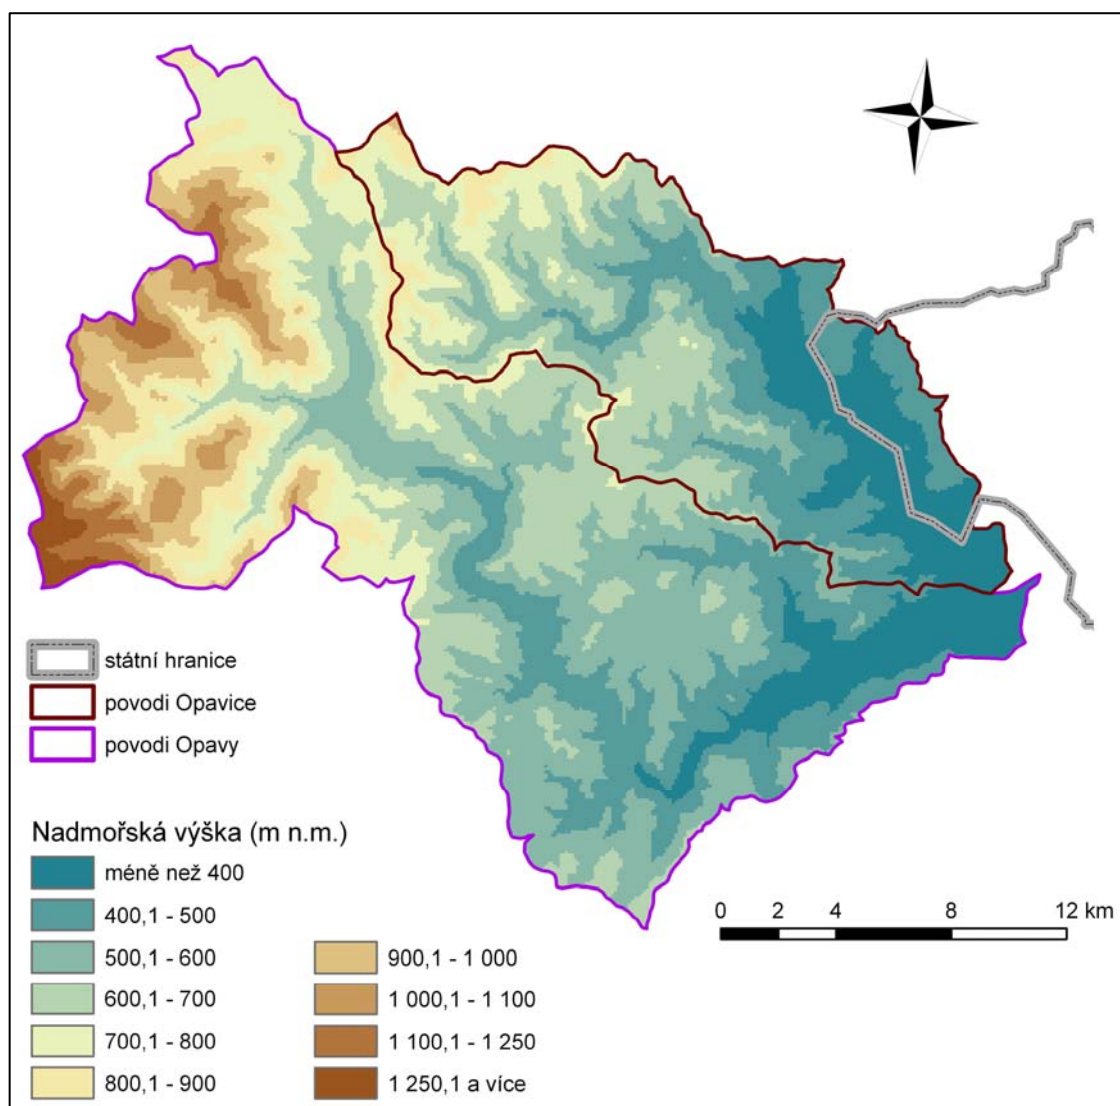 státní hranice
povodi Opavice
povodi Opavy
Nadmořská výška (m n.m.)
méně než 400
400,1 - 500
500,1 - 600
600,1 - 700
700,1 - 800
800,1 - 900
900,1 - 1 000
1 000,1 - 1 100
1 100,1 - 1 250
1 250,1 a více
0 2 4 8 12 km